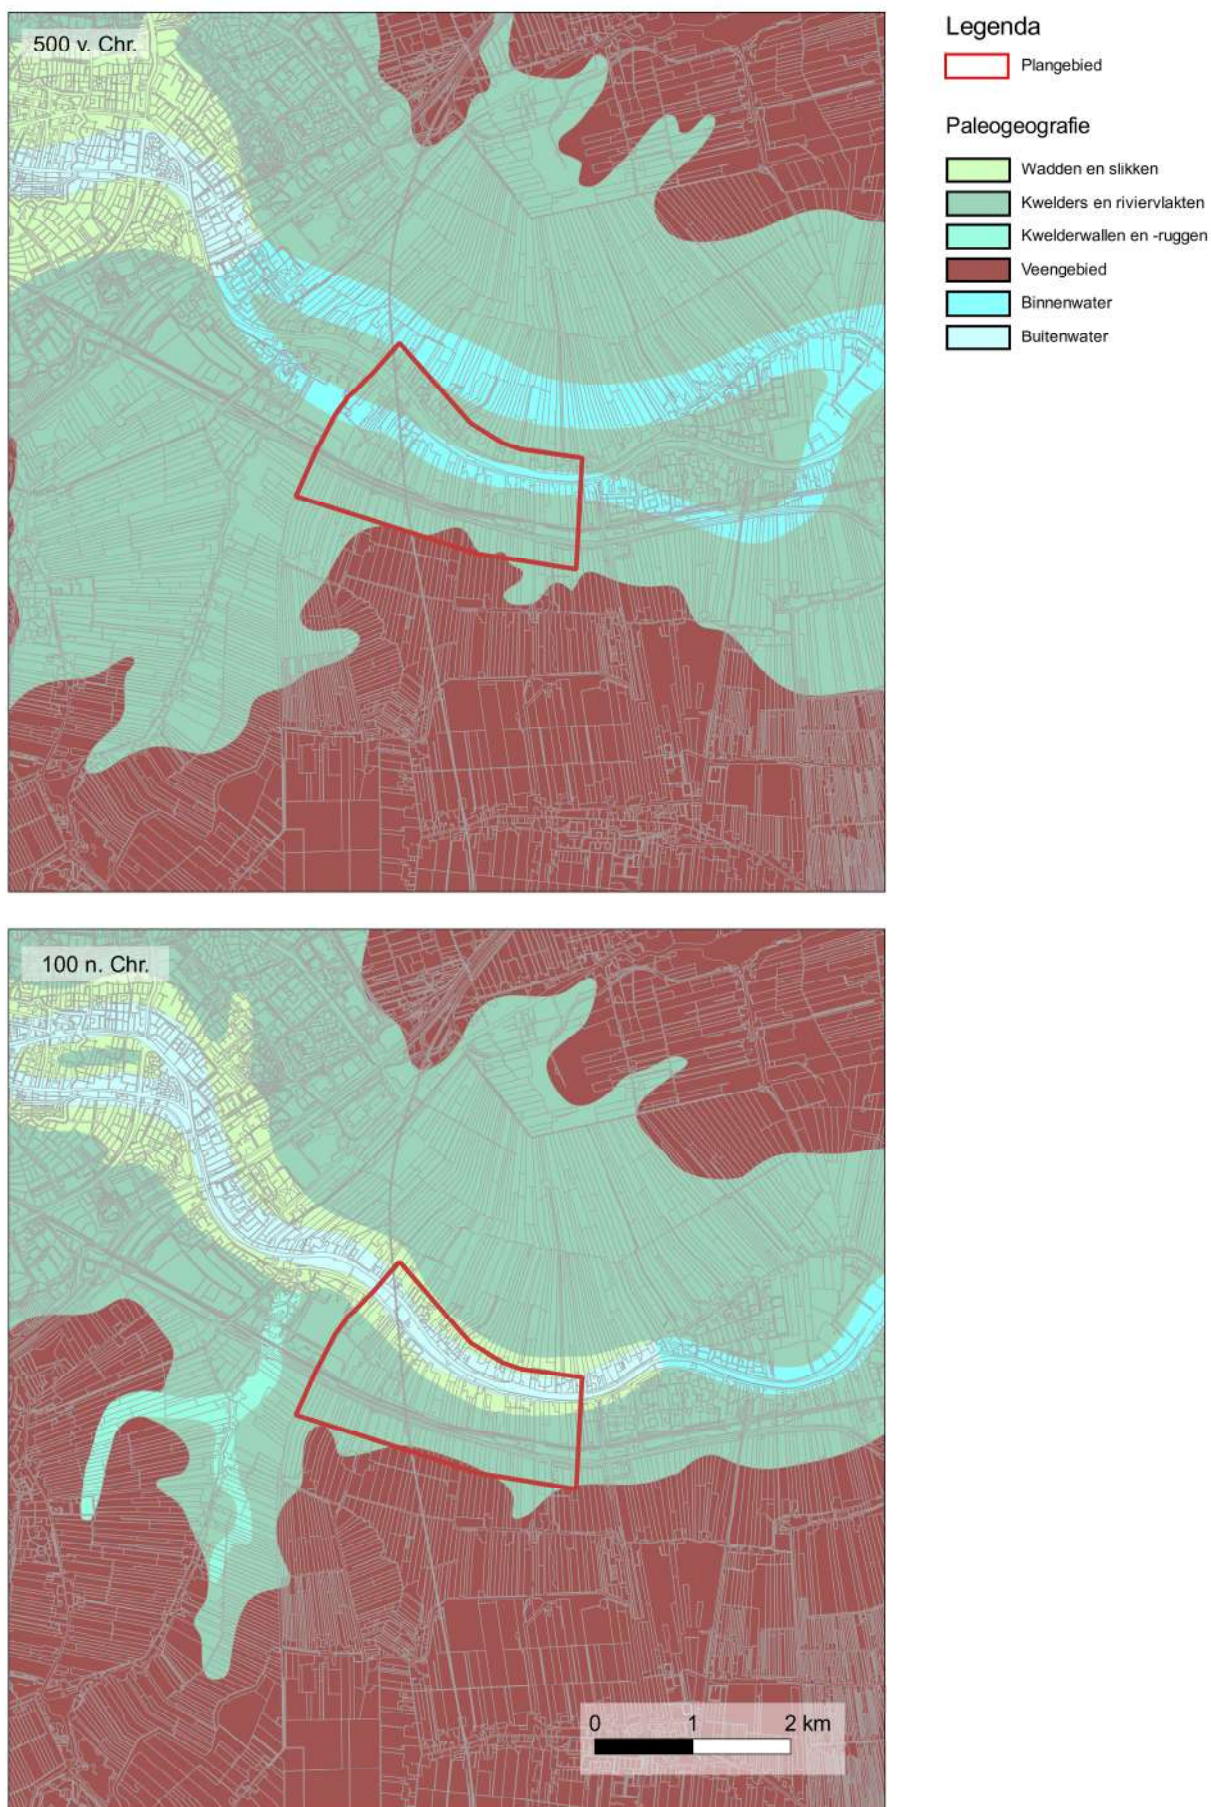 500 v. Chr.
Legenda
Plangebied
Paleogeografie
Wadden en slikken
Kwelders en riviervlakten
Kwelderwallen en -ruggen
Veengebied
Binnenwater
Buitenwater
100 n. Chr.
0 1 2 km